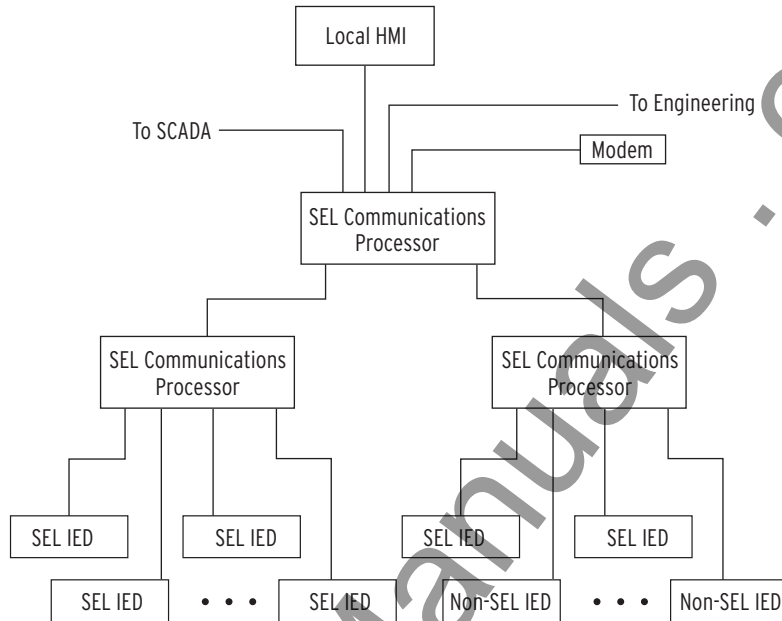 Local HMI
To Engineering
To SCADA
Modem
SEL Communications
Processor
SEL Communications
Processor
SEL Communications
Processor
SEL IED
SEL IED
SEL IED
SEL IED
SEL IED
• • •
SEL IED
Non-SEL IED
• • •
Non-SEL IED
Manuals .